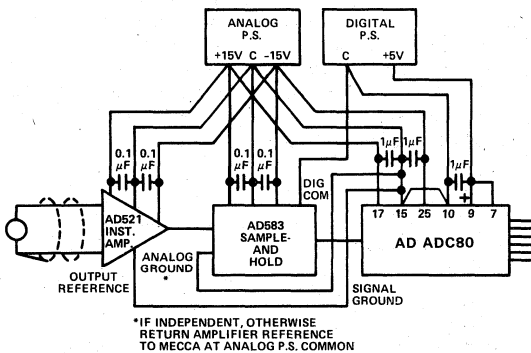 ANALOG
P.S.
+15V C -15V
DIGITAL
P.S.
C +5V
0.1
μF
0.1
μF
0.1
μF
0.1
μF
1μF
1μF
1μF
DIG
COM
17 15 25 10 9 7
+
AD521
INST.
AMP.
AD583
SAMPLE-
AND
HOLD
AD ADC80
ANALOG
GROUND
*
OUTPUT
REFERENCE
SIGNAL
GROUND
*IF INDEPENDENT, OTHERWISE
RETURN AMPLIFIER REFERENCE
TO MECCA AT ANALOG P.S. COMMON